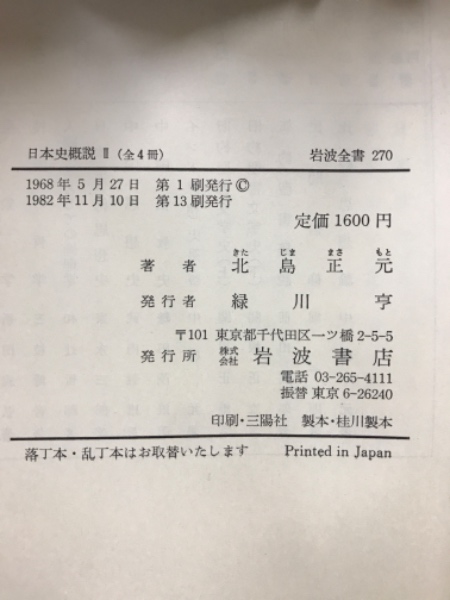 日本史概説 II (全4冊) 岩波全書 270
1968年5月27日 第1刷発行©
1982年11月10日 第13刷発行
定価 1600円
きた じま まさ もと
著者 北島正元
発行者 緑川亨
〒101 東京都千代田区一ツ橋2-5-5
発行所 株式会社 岩波書店
電話 03-265-4111
振替 東京 6-26240
印刷・三陽社 製本・桂川製本
落丁本・乱丁本はお取替いたします Printed in Japan